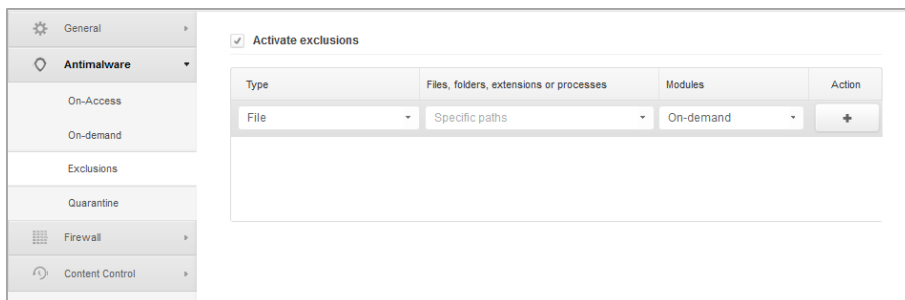 General
Antimalware
On-Access
On-demand
Exclusions
Quarantine
Firewall
Content Control
Activate exclusions
Type Files, folders, extensions or processes Modules Action
File Specific paths On-demand +